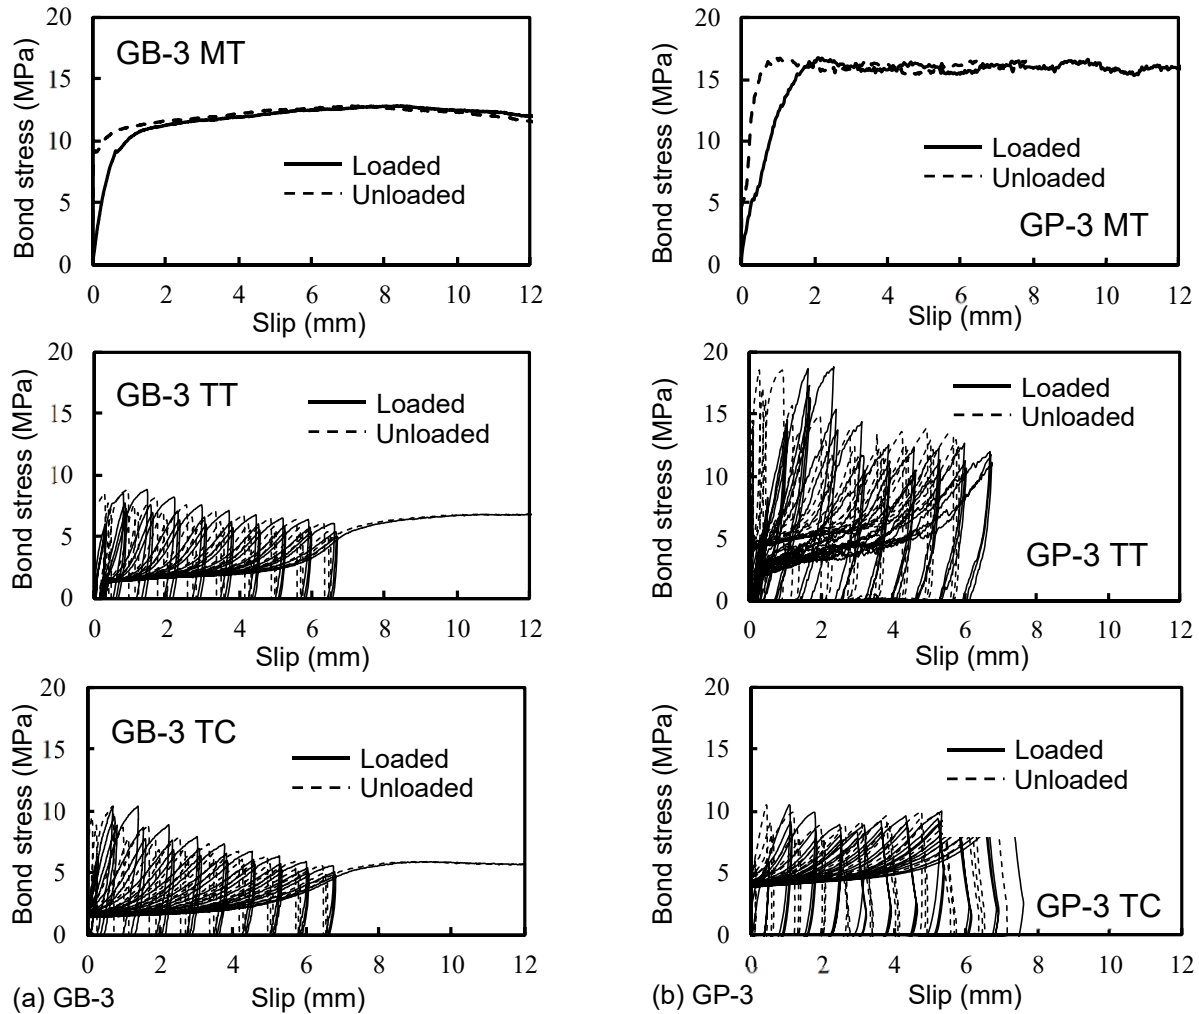 20
15
10
5
0
Bond stress (MPa)
GB-3 MT
Loaded
Unloaded
0 2 4 6 8 10 12
Slip (mm)
20
15
10
5
0
Bond stress (MPa)
Loaded
Unloaded
GP-3 MT
0 2 4 6 8 10 12
Slip (mm)
20
15
10
5
0
Bond stress (MPa)
GB-3 TT
Loaded
Unloaded
0 2 4 6 8 10 12
Slip (mm)
20
15
10
5
0
Bond stress (MPa)
Loaded
Unloaded
GP-3 TT
0 2 4 6 8 10 12
Slip (mm)
20
15
10
5
0
Bond stress (MPa)
GB-3 TC
Loaded
Unloaded
0 2 4 6 8 10 12
Slip (mm)
(a) GB-3
20
15
10
5
0
Bond stress (MPa)
Loaded
Unloaded
GP-3 TC
0 2 4 6 8 10 12
Slip (mm)
(b) GP-3